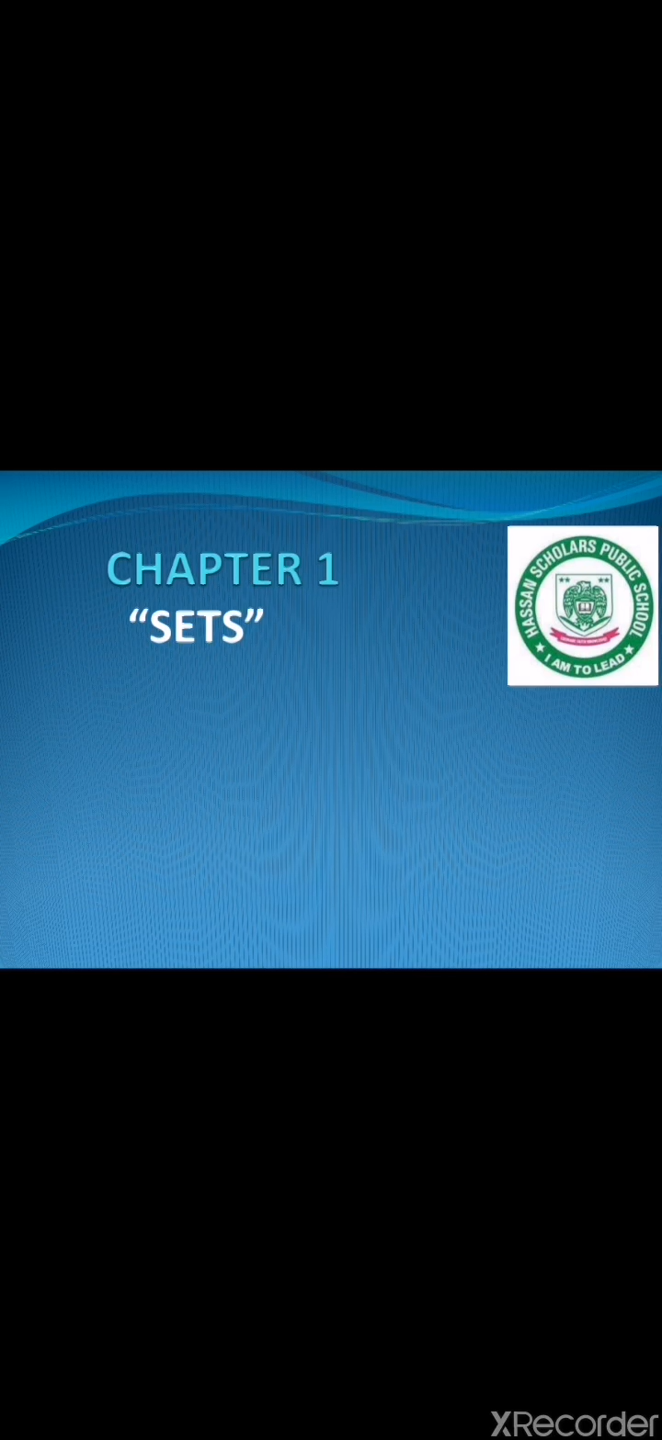 CHAPTER 1
“SETS”
HASSAN SCHOLARS PUBLIC SCHOOL
★ I AM TO LEAD ★
XRecorder